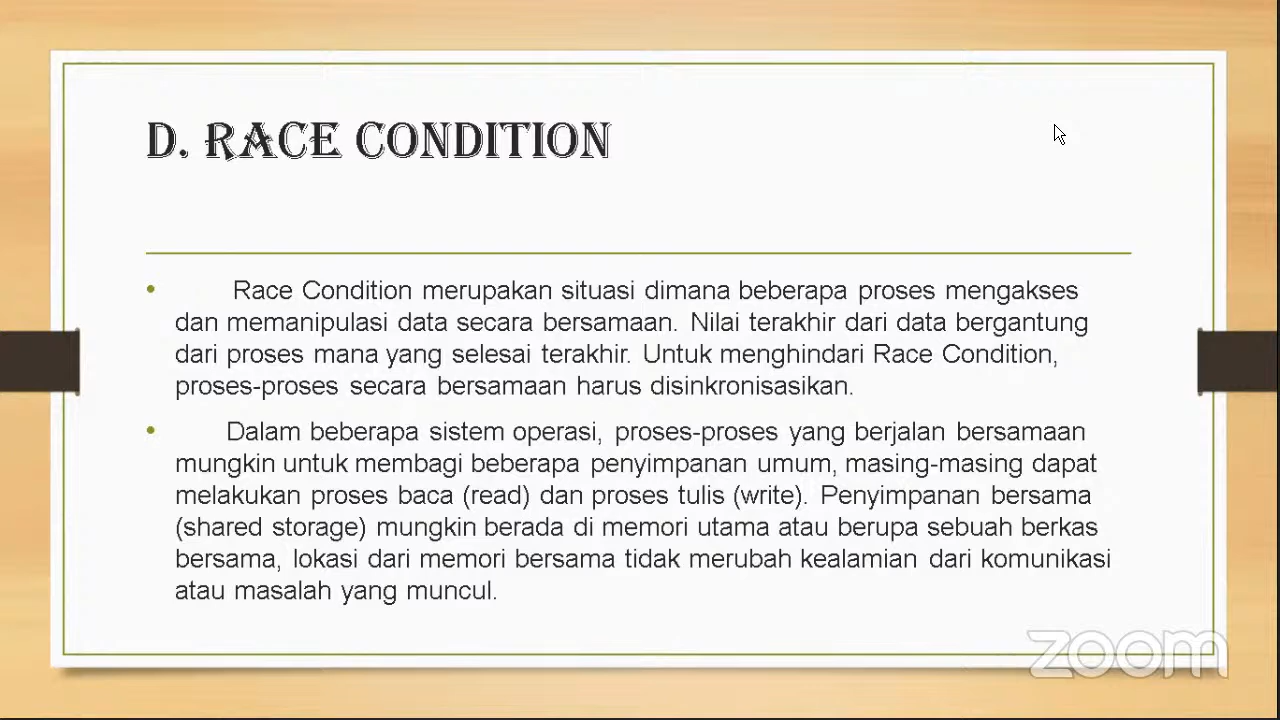 D. RACE CONDITION
• Race Condition merupakan situasi dimana beberapa proses mengakses
dan memanipulasi data secara bersamaan. Nilai terakhir dari data bergantung
dari proses mana yang selesai terakhir. Untuk menghindari Race Condition,
proses-proses secara bersamaan harus disinkronisasikan.
• Dalam beberapa sistem operasi, proses-proses yang berjalan bersamaan
mungkin untuk membagi beberapa penyimpanan umum, masing-masing dapat
melakukan proses baca (read) dan proses tulis (write). Penyimpanan bersama
(shared storage) mungkin berada di memori utama atau berupa sebuah berkas
bersama, lokasi dari memori bersama tidak merubah kealamian dari komunikasi
atau masalah yang muncul.
zoom